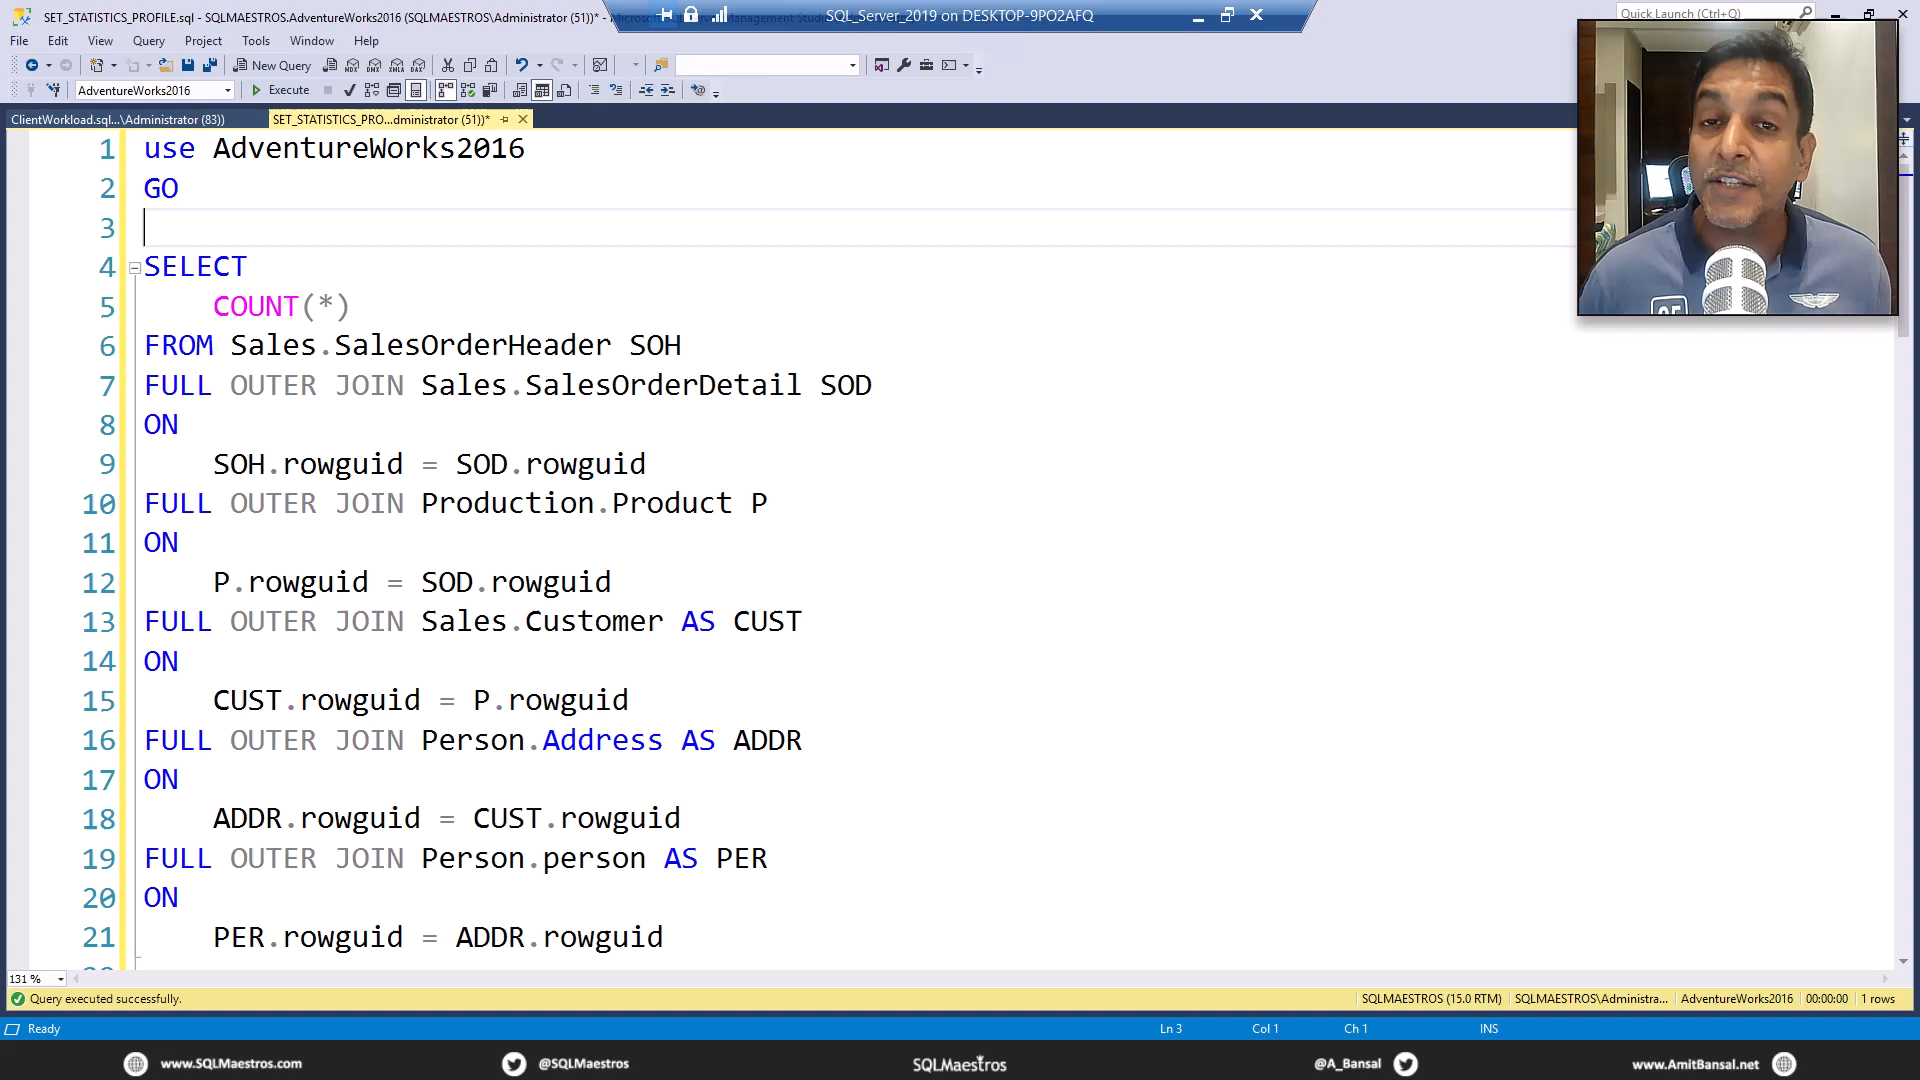 SET_STATISTICS_PROFILE.sql - SQLMAESTROS.AdventureWorks2016 (SQLMAESTROS\Administrator (51))*
SQL_Server_2019 on DESKTOP-9PO2AFQ
Quick Launch (Ctrl+Q)
File Edit View Query Project Tools Window Help
New Query
AdventureWorks2016
Execute
ClientWorkload.sql...\Administrator (83))
SET_STATISTICS_PRO...dministrator (51))*
1 use AdventureWorks2016
2 GO
3
4 SELECT
5 COUNT(*)
6 FROM Sales.SalesOrderHeader SOH
7 FULL OUTER JOIN Sales.SalesOrderDetail SOD
8 ON
9 SOH.rowguid = SOD.rowguid
10 FULL OUTER JOIN Production.Product P
11 ON
12 P.rowguid = SOD.rowguid
13 FULL OUTER JOIN Sales.Customer AS CUST
14 ON
15 CUST.rowguid = P.rowguid
16 FULL OUTER JOIN Person.Address AS ADDR
17 ON
18 ADDR.rowguid = CUST.rowguid
19 FULL OUTER JOIN Person.person AS PER
20 ON
21 PER.rowguid = ADDR.rowguid
131 %
Query executed successfully. SQLMAESTROS (15.0 RTM) SQLMAESTROS\Administra... AdventureWorks2016 00:00:00 1 rows
Ready Ln 3 Col 1 Ch 1 INS
www.SQLMaestros.com @SQLMaestros SQLMaestros @A_Bansal www.AmitBansal.net